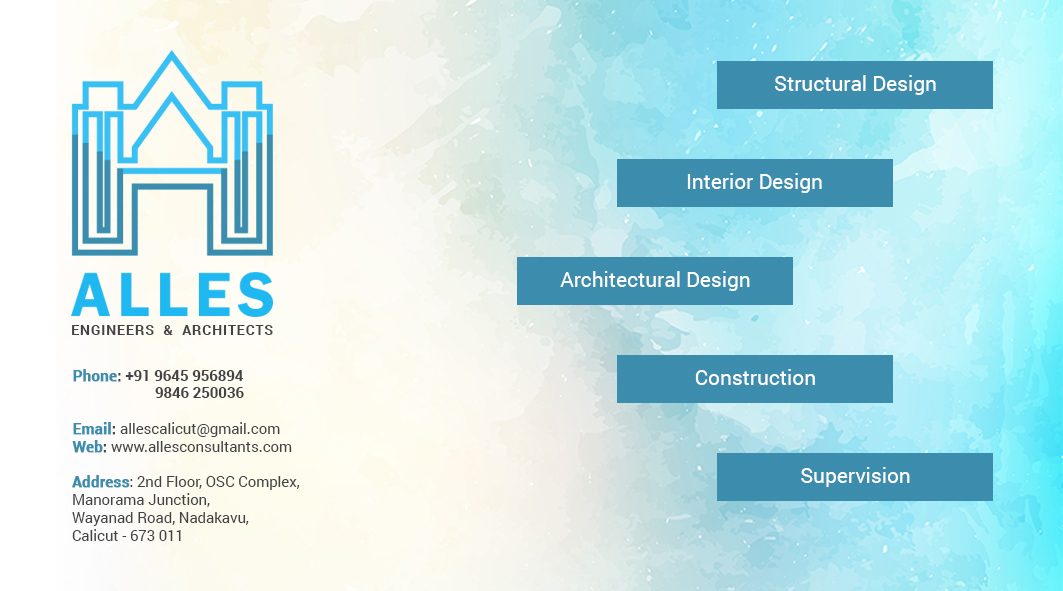 ALLES
ENGINEERS & ARCHITECTS
Phone: +91 9645 956894
9846 250036
Email: allescalicut@gmail.com
Web: www.allesconsultants.com
Address: 2nd Floor, OSC Complex,
Manorama Junction,
Wayanad Road, Nadakavu,
Calicut - 673 011
Structural Design
Interior Design
Architectural Design
Construction
Supervision